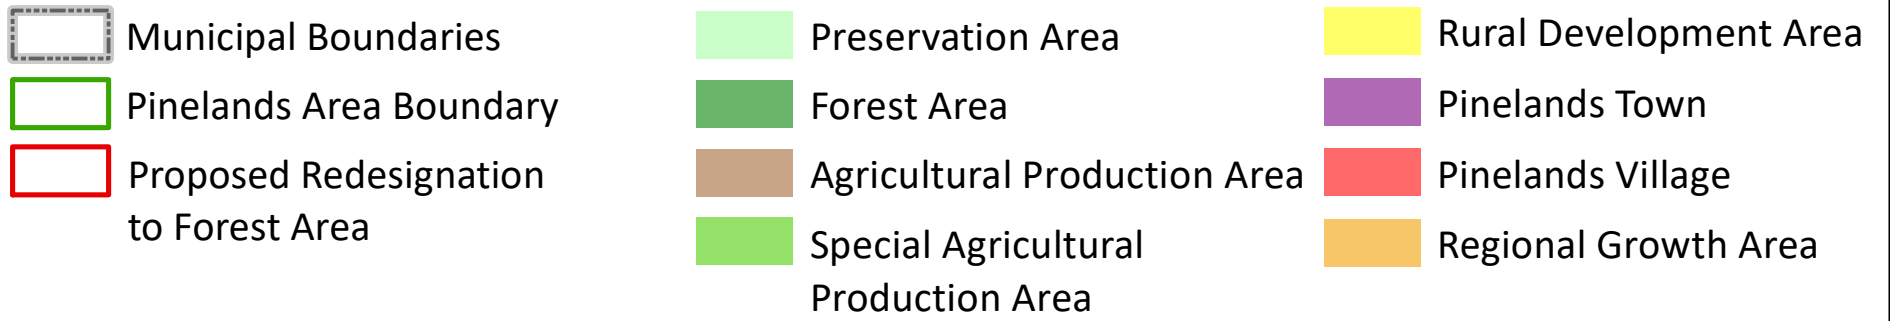 Municipal Boundaries
Pinelands Area Boundary
Proposed Redesignation
to Forest Area
Preservation Area
Forest Area
Agricultural Production Area
Special Agricultural
Production Area
Rural Development Area
Pinelands Town
Pinelands Village
Regional Growth Area